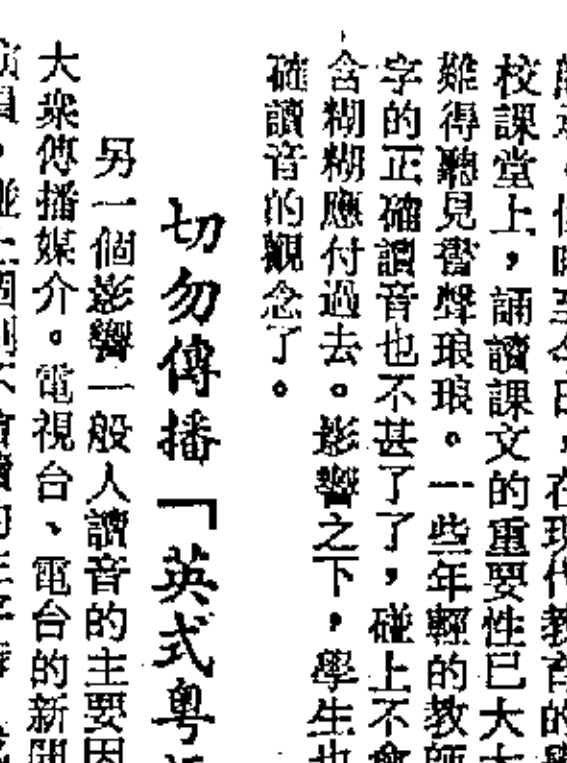 但時至今日，在現代教育的
校課堂上，誦讀課文的重要性已大大
難得聽見書聲琅琅。一些年輕的教師
字的正確讀音也不甚了了，碰上不會
含糊糊應付過去。影響之下，學生也
確讀音的觀念了。
切勿傳播「英式粵
另一個影響一般人讀音的主要因
大衆傳播媒介。電視台、電台的新聞